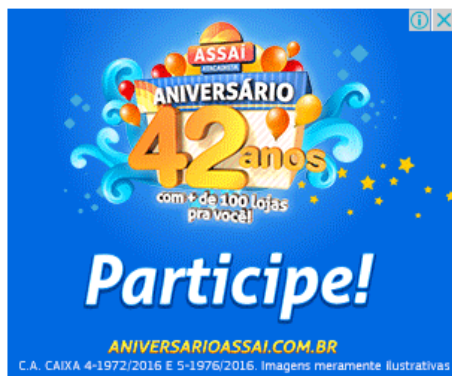 ASSAÍ
ATACADISTA
ANIVERSÁRIO
42 anos
com + de 100 lojas
pra você!
Participe!
ANIVERSARIOASSAI.COM.BR
C.A. CAIXA 4-1972/2016 E 5-1976/2016. Imagens meramente ilustrativas